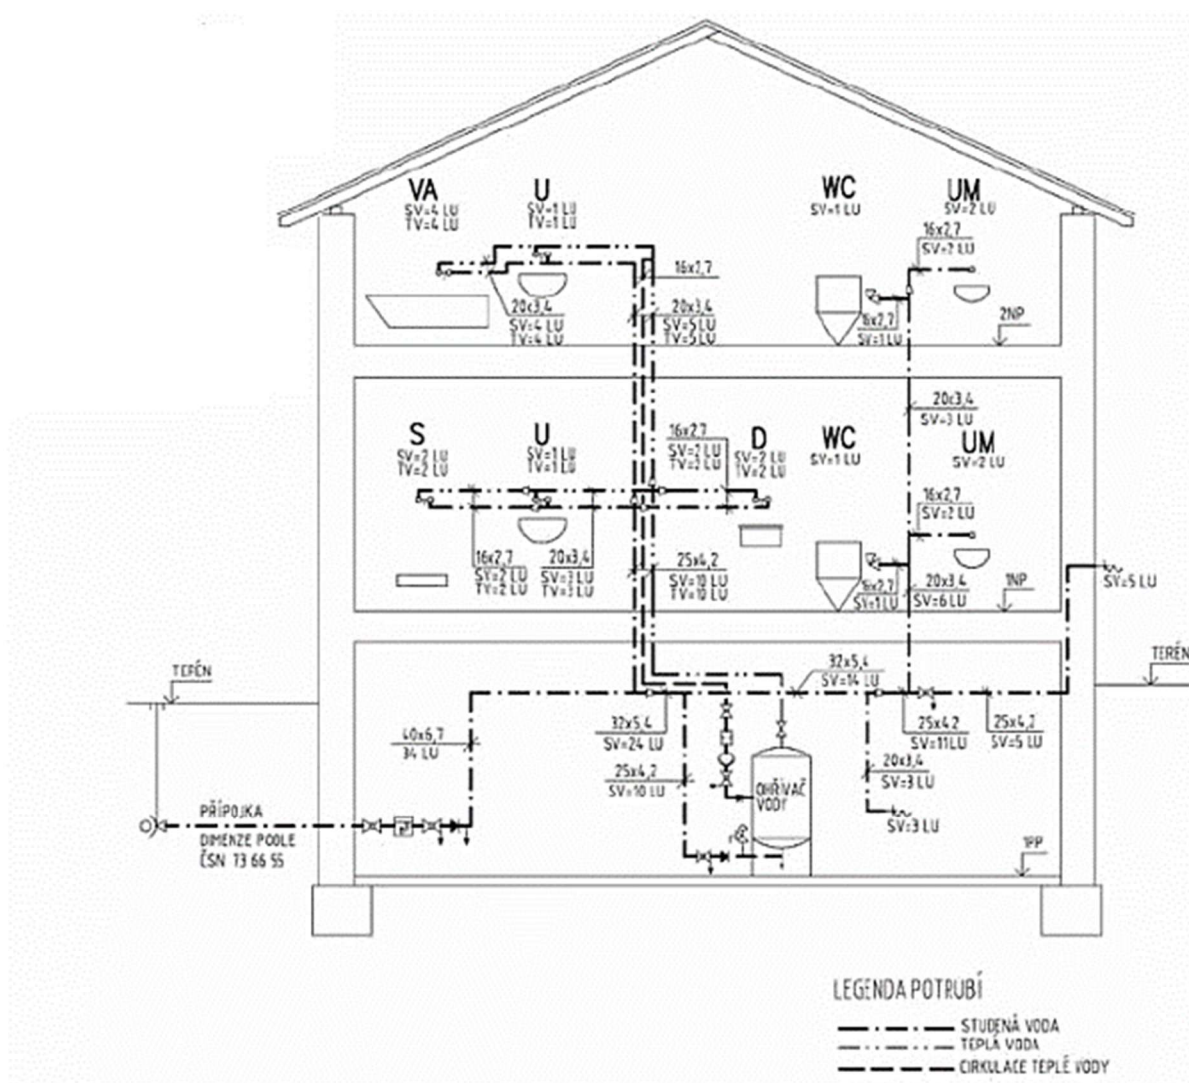 VA
SV=4 LU
TV=4 LU
U
SV=1 LU
TV=1 LU
WC
SV=1 LU
UM
SV=2 LU
16x2,7
SV=2 LU
16x2,7
20x3,4
SV=4 LU
TV=4 LU
20x3,4
SV=5LU
TV=5LU
16x2,7
SV=1 LU
2NP
20x3,4
SV=3 LU
S
SV=2 LU
TV=2 LU
U
SV=1 LU
TV=1 LU
16x2,7
SV=2 LU
TV=2 LU
D
SV=2 LU
TV=2 LU
WC
SV=1 LU
UM
SV=2 LU
16x2,7
SV=2 LU
16x2,7
SV=2 LU
TV=2 LU
20x3,4
SV=3 LU
TV=3 LU
25x4,2
SV=10 LU
TV=10 LU
16x2,7
SV=1 LU
20x3,4
SV=6LU
1NP
SV=5 LU
TERÉN
TERÉN
32x5,4
SV=14 LU
40x6,7
34 LU
32x5,4
SV=24 LU
25x4,2
SV=11LU
25x4,2
SV=5 LU
25x4,2
SV=10 LU
OHŘÍVAČ
VODY
20x3,4
SV=3 LU
SV=3 LU
PŘÍPOJKA
DIMENZE PODLE
ČSN 73 66 55
1PP
LEGENDA POTRUBÍ
STUDENÁ VODA
TEPLÁ VODA
CIRKULACE TEPLÉ VODY